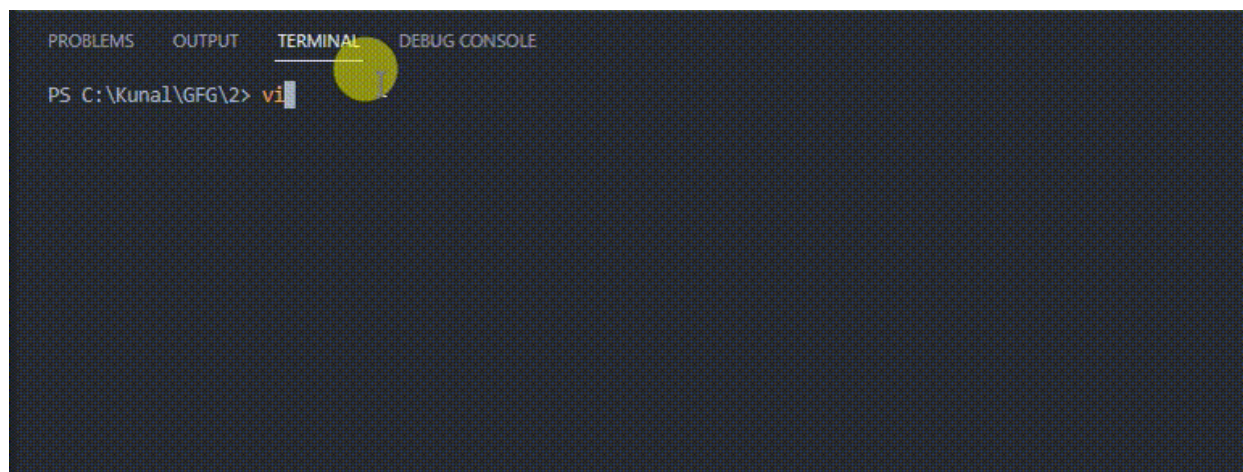 PROBLEMS OUTPUT TERMINAL DEBUG CONSOLE
PS C:\Kunal\GFG\2> vi